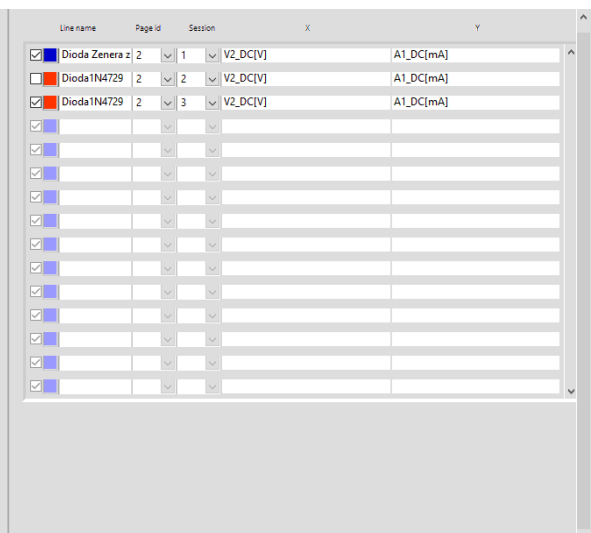 Line name Page id Session X Y
Dioda Zenera z 2 1 V2_DC[V] A1_DC[mA]
Dioda1N4729 2 2 V2_DC[V] A1_DC[mA]
Dioda1N4729 2 3 V2_DC[V] A1_DC[mA]